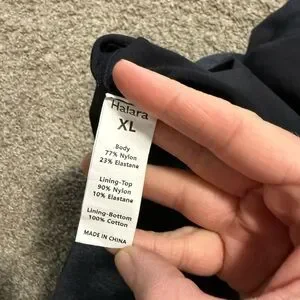 Halara
XL
Body
77% Nylon
23% Elastane
Lining-Top
90% Nylon
10% Elastane
Lining-Bottom
100% Cotton
MADE IN CHINA